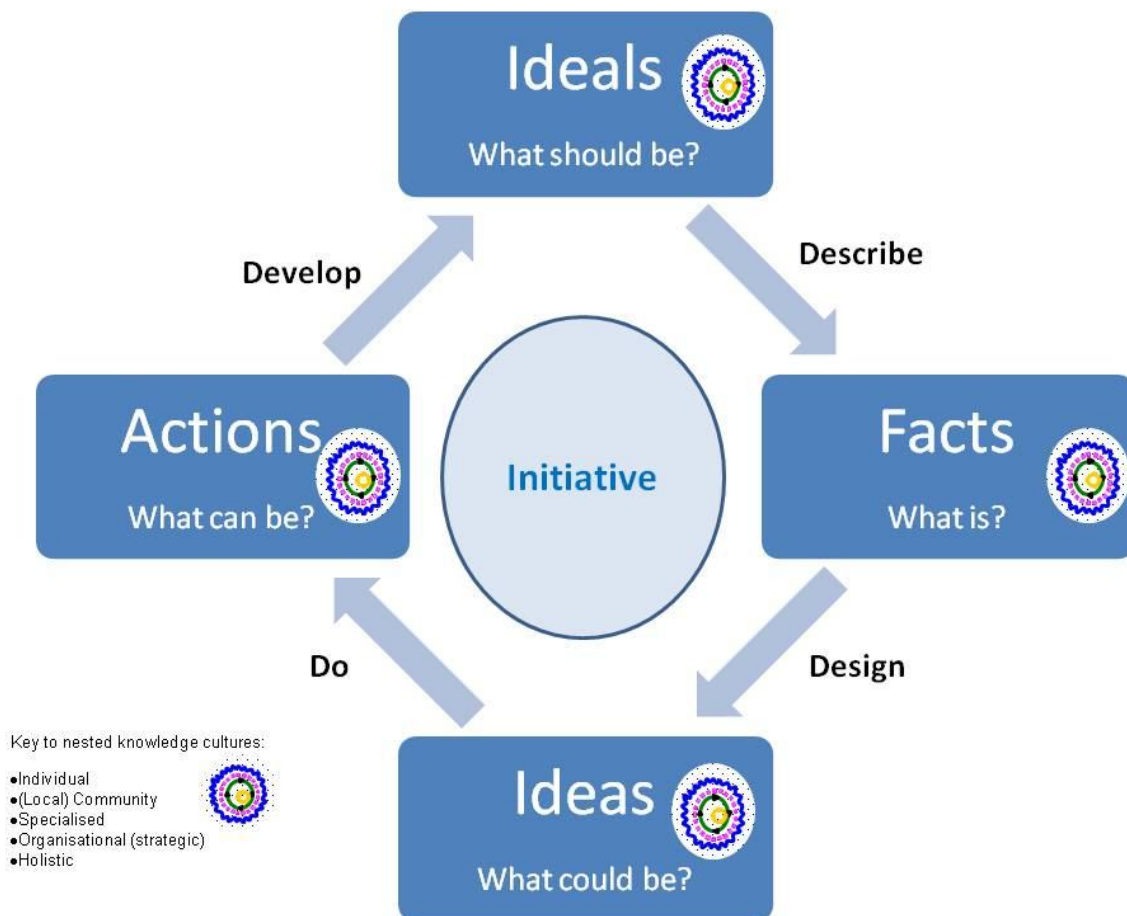 Ideals
What should be?
Develop
Describe
Actions
What can be?
Initiative
Facts
What is?
Do
Design
Ideas
What could be?
Key to nested knowledge cultures:
●Individual
●(Local) Community
●Specialised
●Organisational (strategic)
●Holistic